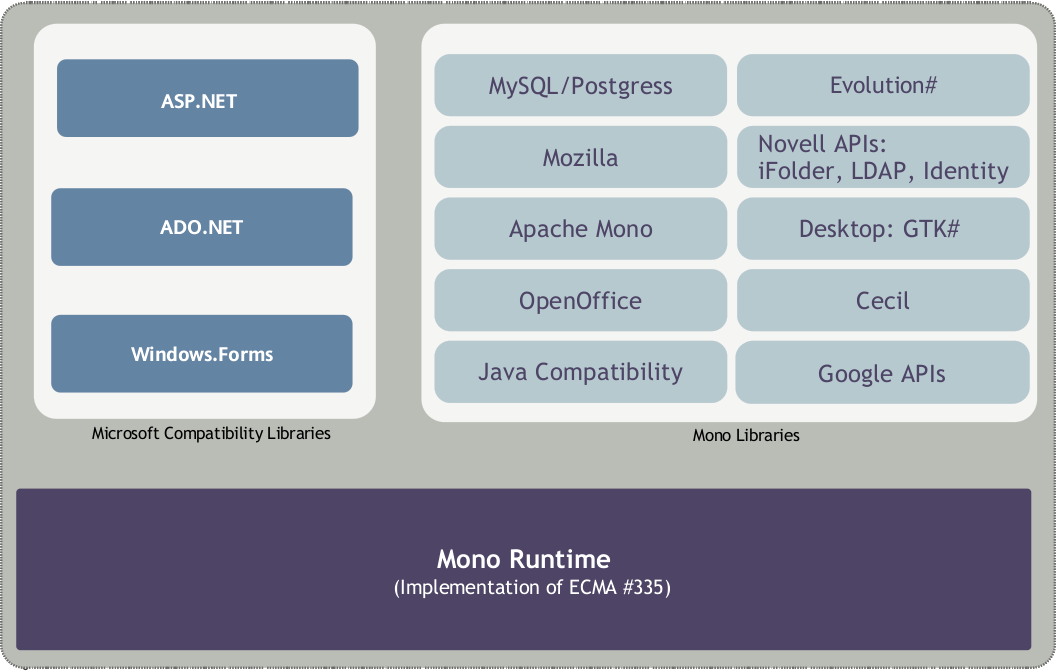 ASP.NET
ADO.NET
Windows.Forms
Microsoft Compatibility Libraries
MySQL/Postgress
Evolution#
Mozilla
Novell APIs:
iFolder, LDAP, Identity
Apache Mono
Desktop: GTK#
OpenOffice
Cecil
Java Compatibility
Google APIs
Mono Libraries
Mono Runtime
(Implementation of ECMA #335)